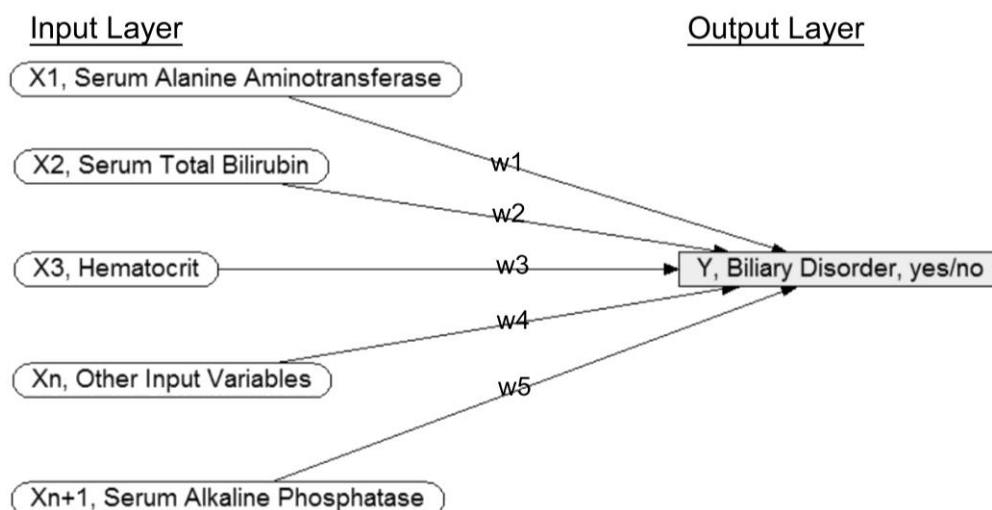 Input Layer
Output Layer
X1, Serum Alanine Aminotransferase
w1
X2, Serum Total Bilirubin
w2
X3, Hematocrit
w3
Y, Biliary Disorder, yes/no
w4
Xn, Other Input Variables
w5
Xn+1, Serum Alkaline Phosphatase